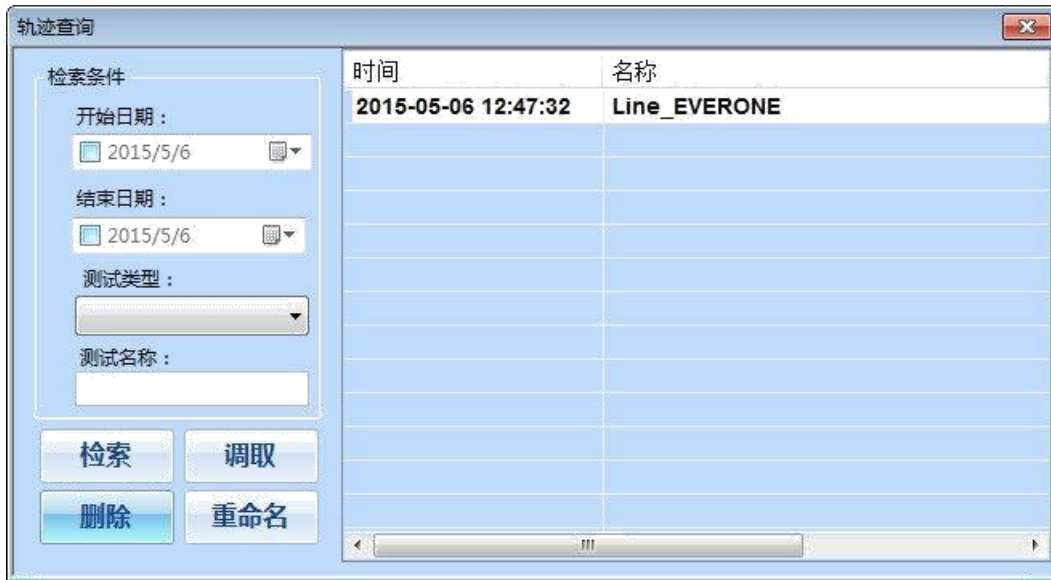 轨迹查询
检索条件
开始日期：
2015/5/6
结束日期：
2015/5/6
测试类型：
测试名称：
检索 调取
删除 重命名
时间 名称
2015-05-06 12:47:32 Line_EVERONE